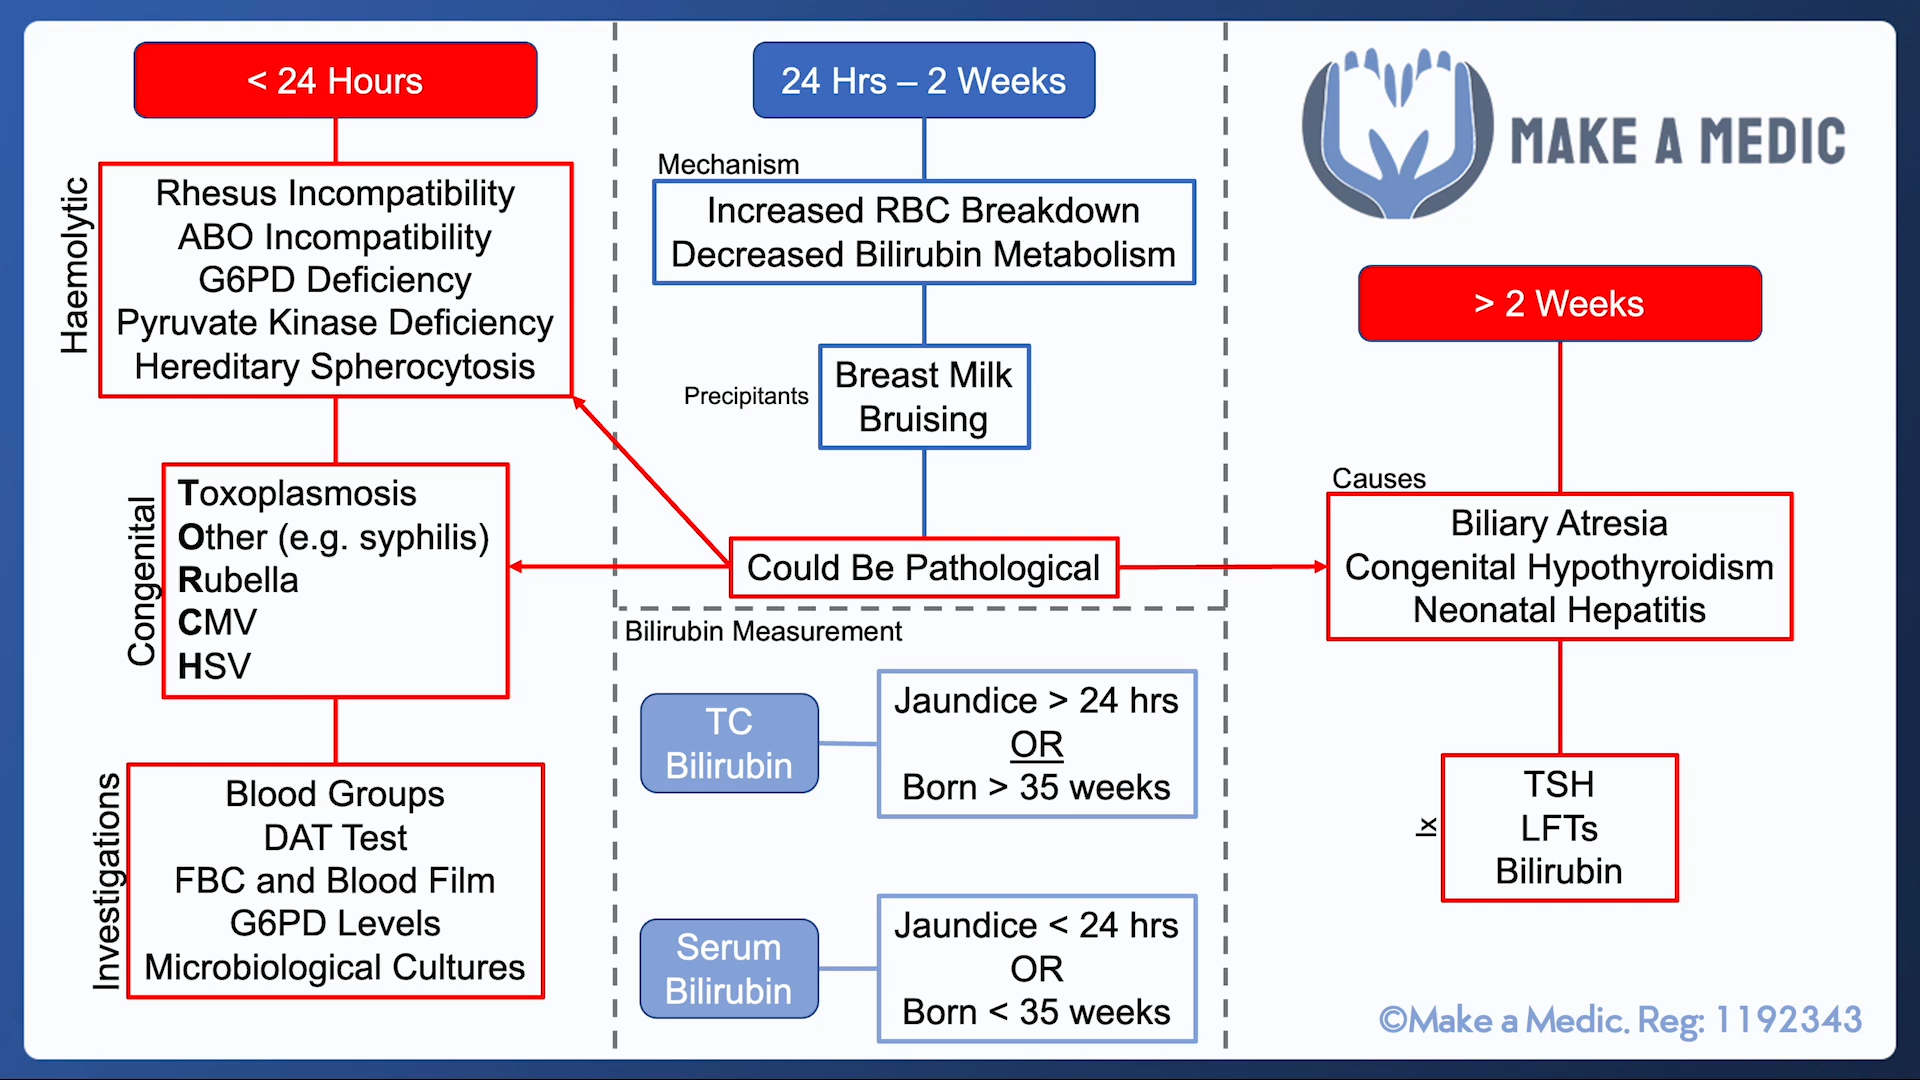 < 24 Hours
Haemolytic
Rhesus Incompatibility
ABO Incompatibility
G6PD Deficiency
Pyruvate Kinase Deficiency
Hereditary Spherocytosis
Congenital
Toxoplasmosis
Other (e.g. syphilis)
Rubella
CMV
HSV
Investigations
Blood Groups
DAT Test
FBC and Blood Film
G6PD Levels
Microbiological Cultures
24 Hrs – 2 Weeks
Mechanism
Increased RBC Breakdown
Decreased Bilirubin Metabolism
Precipitants
Breast Milk
Bruising
Could Be Pathological
Bilirubin Measurement
TC
Bilirubin
Jaundice > 24 hrs
OR
Born > 35 weeks
Serum
Bilirubin
Jaundice < 24 hrs
OR
Born < 35 weeks
MAKE A MEDIC
> 2 Weeks
Causes
Biliary Atresia
Congenital Hypothyroidism
Neonatal Hepatitis
Ix
TSH
LFTs
Bilirubin
©Make a Medic. Reg: 1192343